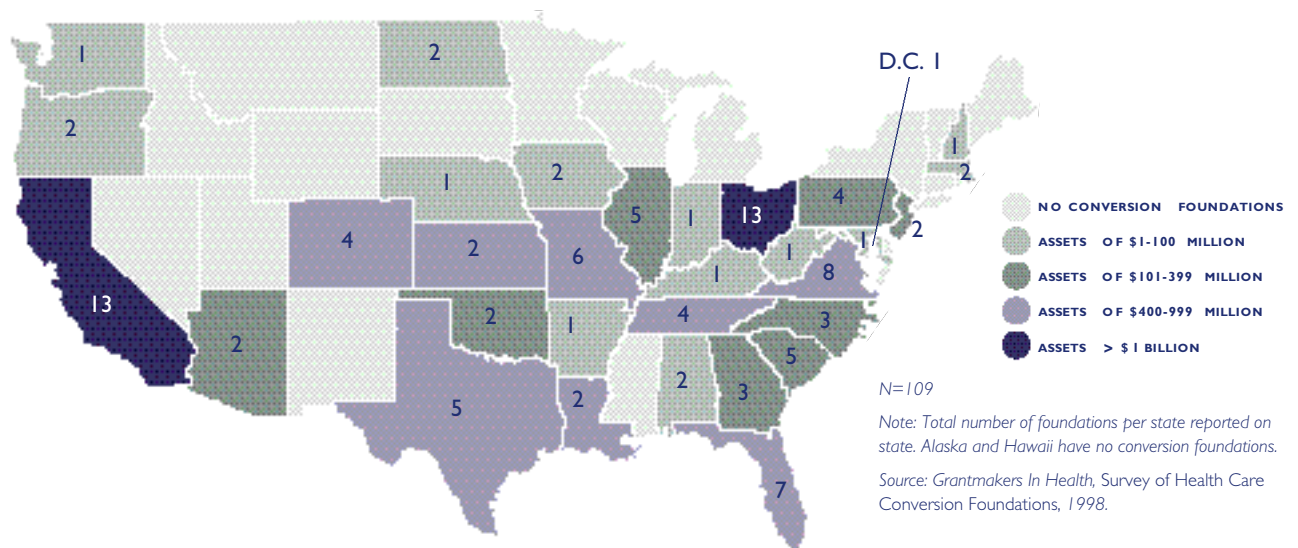 D.C. 1
1
2
2
1
2
1
2
5
1
13
4
2
13
4
2
6
1
1
8
2
2
1
1
4
3
5
5
2
2
3
7
NO CONVERSION FOUNDATIONS
ASSETS OF $1-100 MILLION
ASSETS OF $101-399 MILLION
ASSETS OF $400-999 MILLION
ASSETS > $1 BILLION
N=109
Note: Total number of foundations per state reported on
state. Alaska and Hawaii have no conversion foundations.
Source: Grantmakers In Health, Survey of Health Care
Conversion Foundations, 1998.